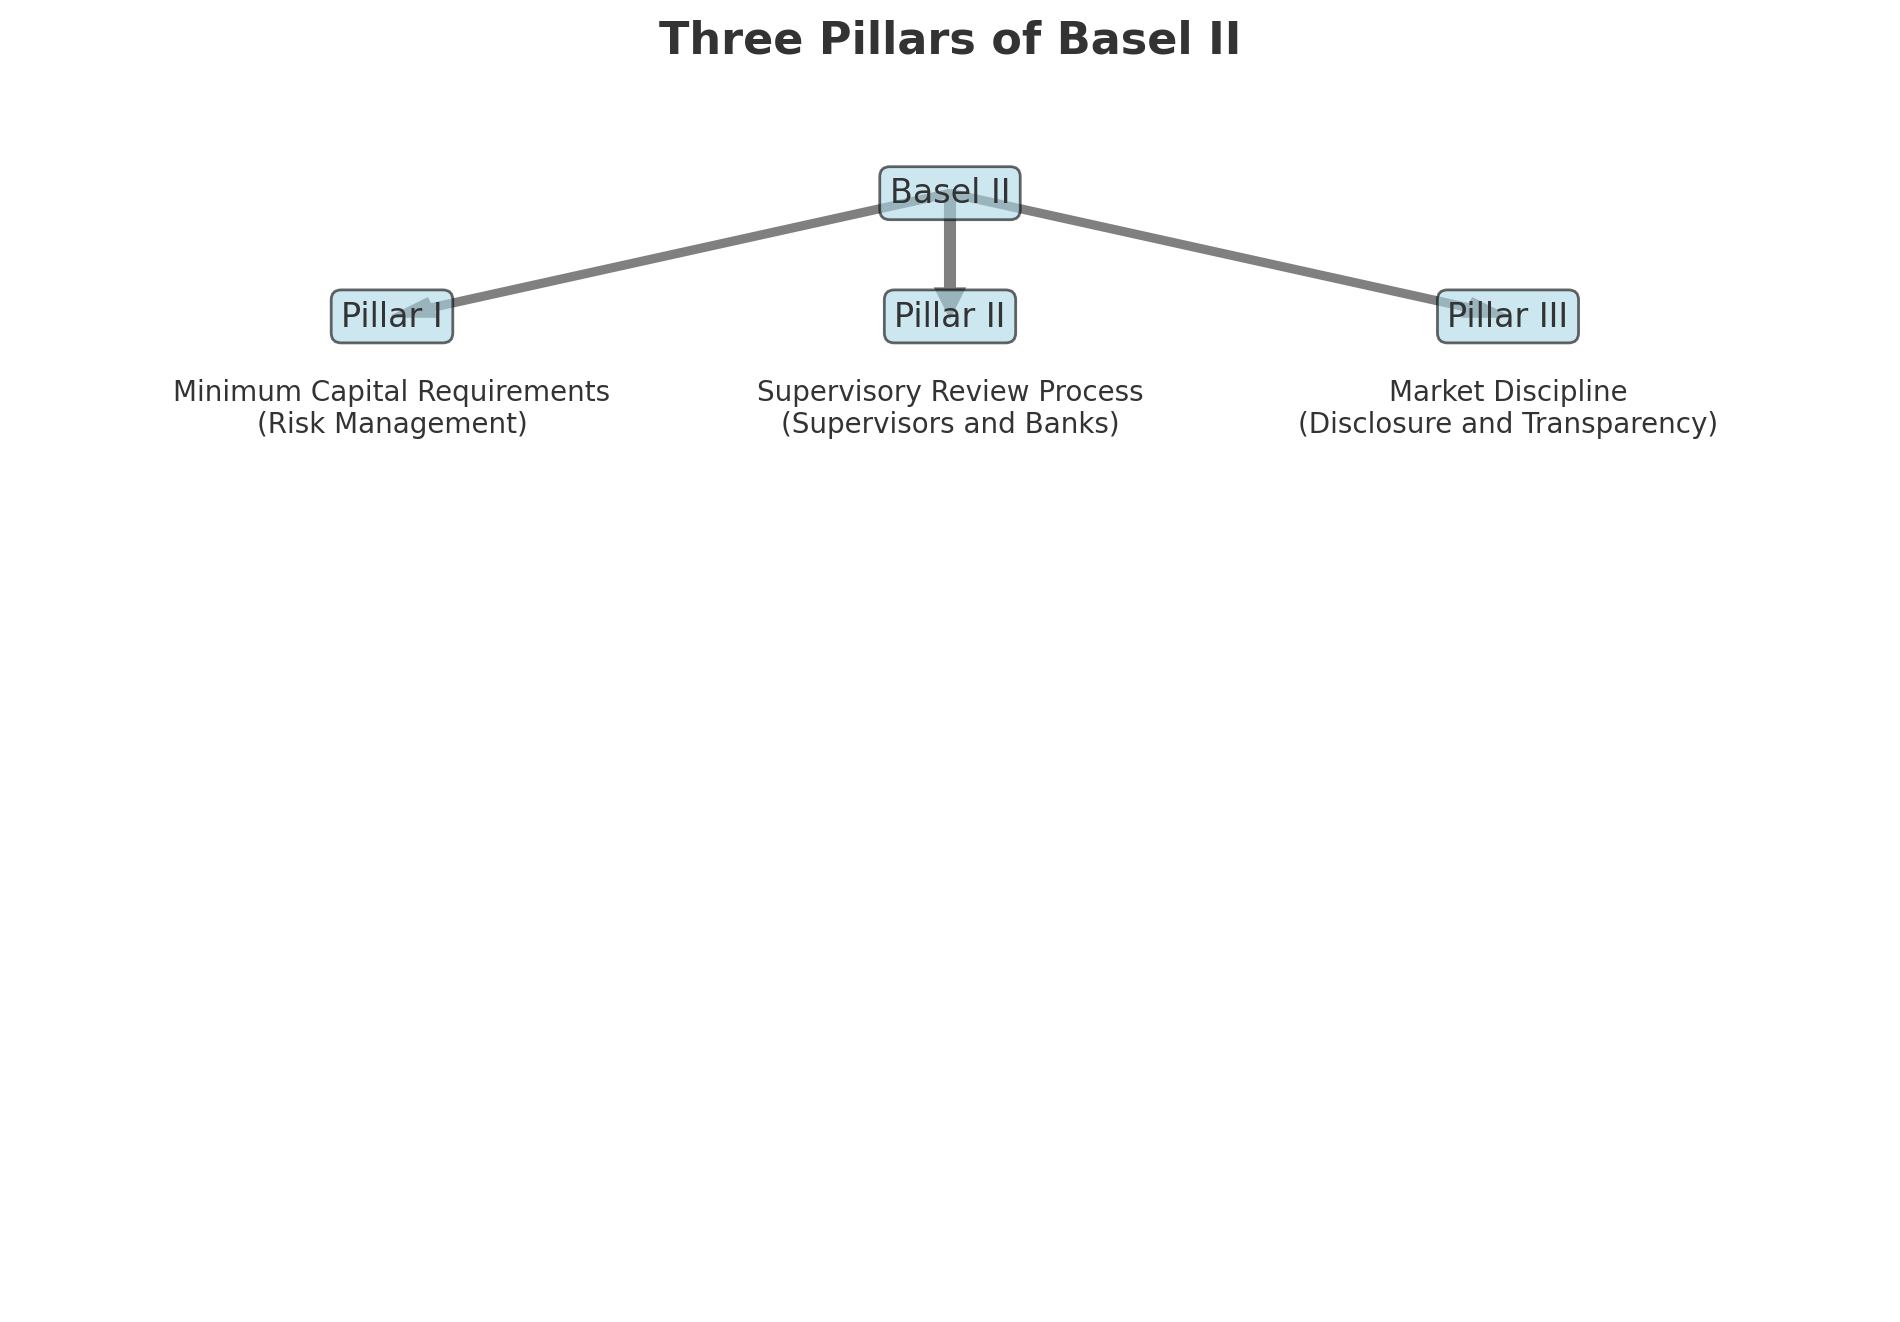 Three Pillars of Basel II
Basel II
Pillar I
Pillar II
Pillar III
Minimum Capital Requirements
(Risk Management)
Supervisory Review Process
(Supervisors and Banks)
Market Discipline
(Disclosure and Transparency)